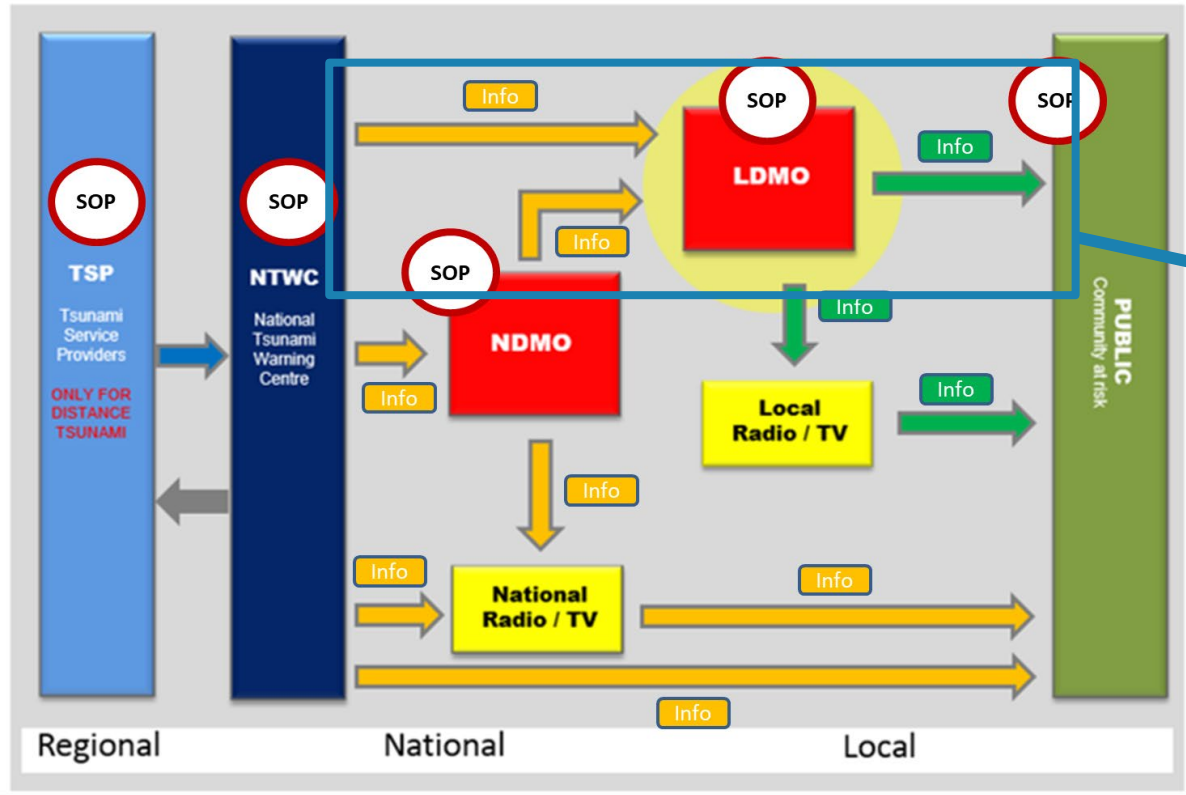 SOP
TSP
Tsunami
Service
Providers
ONLY FOR
DISTANCE
TSUNAMI
SOP
NTWC
National
Tsunami
Warning
Centre
Info
SOP
LDMO
Info
SOP
Info
SOP
NDMO
Info
Info
Info
Local
Radio / TV
Info
Info
National
Radio / TV
Info
Info
Info
PUBLIC
Community at risk
Regional
National
Local